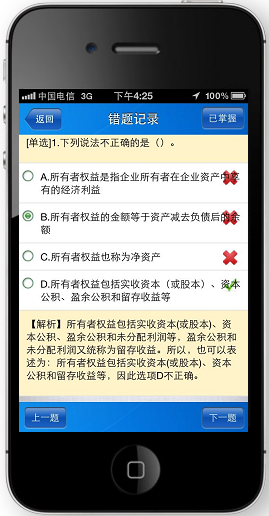 中国电信 3G 下午4:25 100%
返回 错题记录 已掌握
[单选]1.下列说法不正确的是（）。
A.所有者权益是指企业所有者在企业资产中享
有的经济利益
B.所有者权益的金额等于资产减去负债后的余
额
C.所有者权益也称为净资产
D.所有者权益包括实收资本（或股本）、资本
公积、盈余公积和留存收益等
【解析】所有者权益包括实收资本(或股本)、资
本公积、盈余公积和未分配利润等，盈余公积和
未分配利润又统称为留存收益。所以，也可以表
述为：所有者权益包括实收资本(或股本)、资本
公积和留存收益等，因此选项D不正确。
上一题 下一题